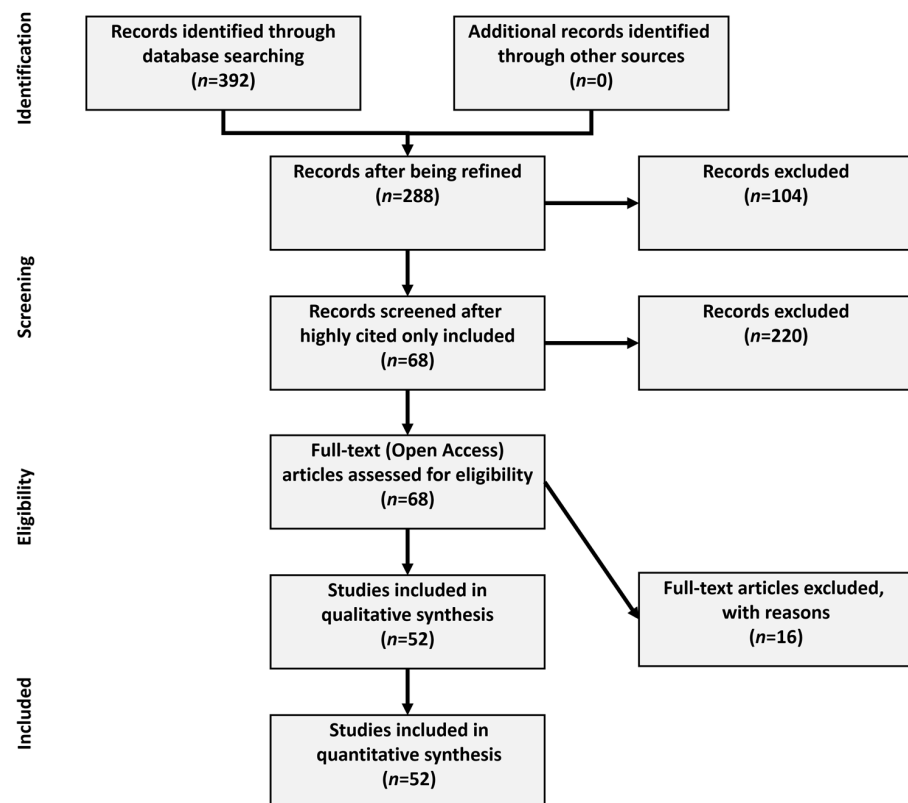 Identification
Records identified through
database searching
(n=392)
Additional records identified
through other sources
(n=0)
Records after being refined
(n=288)
Records excluded
(n=104)
Screening
Records screened after
highly cited only included
(n=68)
Records excluded
(n=220)
Eligibility
Full-text (Open Access)
articles assessed for eligibility
(n=68)
Studies included in
qualitative synthesis
(n=52)
Full-text articles excluded,
with reasons
(n=16)
Included
Studies included in
quantitative synthesis
(n=52)